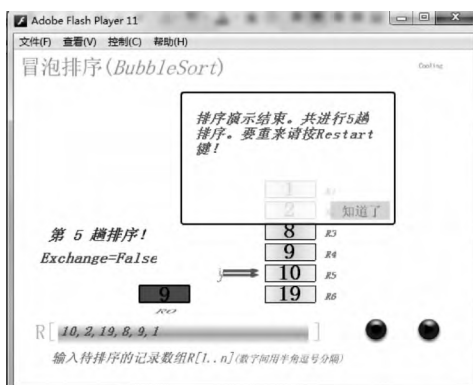 Adobe Flash Player 11
文件(F) 查看(V) 控制(C) 帮助(H)
冒泡排序(BubbleSort)
排序演示结束。共进行5趟
排序。要重来请按Restart
键!
1 R1
2
知道了
第 5 趟排序!
8 R3
Exchange=False
9 R4
j 10 R5
9
19 R6
R0
R[ 10,2,19,8,9,1 ]
输入待排序的记录数组R[1..n](数字间用半角逗号分隔)